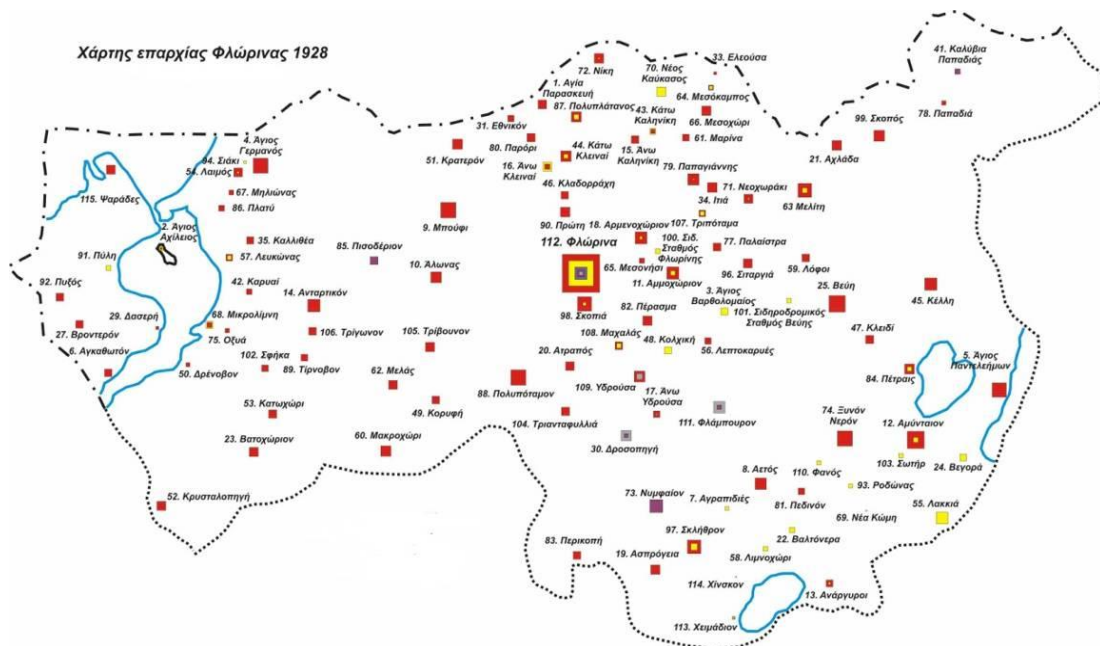 Χάρτης επαρχίας Φλώρινας 1928
72. Νίκη
70. Νέος
Καύκασος
33. Ελεούσα
41. Καλύβια
Παπαδιάς
1. Αγία
Παρασκευή
64. Μεσόκαμπος
87. Πολυπλάτανος
43. Κάτω
Καληνίκη
66. Μεσοχώρι
78. Παπαδιά
31. Εθνικόν
99. Σκοπός
4. Άγιος
Γερμανός
80. Παρόρι
61. Μαρίνα
51. Κρατερόν
44. Κάτω
Κλειναί
15. Άνω
Καληνίκη
21. Αχλάδα
94. Σιάκι
54. Λαιμός
16. Άνω
Κλειναί
79. Παπαγιάννης
115. Ψαράδες
67. Μηλιώνας
46. Κλαδορράχη
34. Ιτιά
71. Νεοχωράκι
63 Μελίτη
86. Πλατύ
9. Μπούφι
90. Πρώτη
18. Αρμενοχώριον
107. Τριπόταμα
2. Άγιος
Αχίλειος
35. Καλλιθέα
85. Πισοδέριον
112. Φλώρινα
100. Σιδ.
Σταθμός
Φλωρίνης
77. Παλαίστρα
91. Πύλη
57. Λευκώνας
10. Άλωνας
65. Μεσονήσι
11. Αμμοχώριον
96. Σιταριά
59. Λόφοι
92. Πυξός
42. Καρυαί
14. Ανταρτικόν
3. Άγιος
Βαρθολομαίος
25. Βεύη
45. Κέλλη
29. Δασερή
68. Μικρολίμνη
98. Σκοπιά
82. Πέρασμα
101. Σιδηροδρομικός
Σταθμός Βεύης
27. Βροντερόν
75. Οξυά
106. Τρίγωνον
105. Τρίβουνον
108. Μαχαλάς
48. Κολχική
47. Κλειδί
6. Αγκαθωτόν
102. Σφήκα
89. Τίρνοβον
20. Ατραπός
56. Λεπτοκαρυές
5. Άγιος
Παντελεήμων
50. Δρένοβον
62. Μελάς
88. Πολυπόταμον
109. Υδρούσα
84. Πέτραις
53. Κατωχώρι
49. Κορυφή
104. Τριανταφυλλιά
17. Άνω
Υδρούσα
111. Φλάμπουρον
74. Ξυνόν
Νερόν
12. Αμύνταιον
23. Βατοχώριον
60. Μακροχώρι
30. Δροσοπηγή
103. Σωτήρ
24. Βεγορά
8. Αετός
110. Φανός
52. Κρυσταλοπηγή
73. Νυμφαίον
7. Αγραπιδιές
81. Πεδινόν
93. Ροδώνας
55. Λακκιά
69. Νέα Κώμη
97. Σκλήθρον
22. Βαλτόνερα
83. Περικοπή
19. Ασπρόγεια
58. Λιμνοχώρι
114. Χίνσκον
13. Ανάργυροι
113. Χειμάδιον